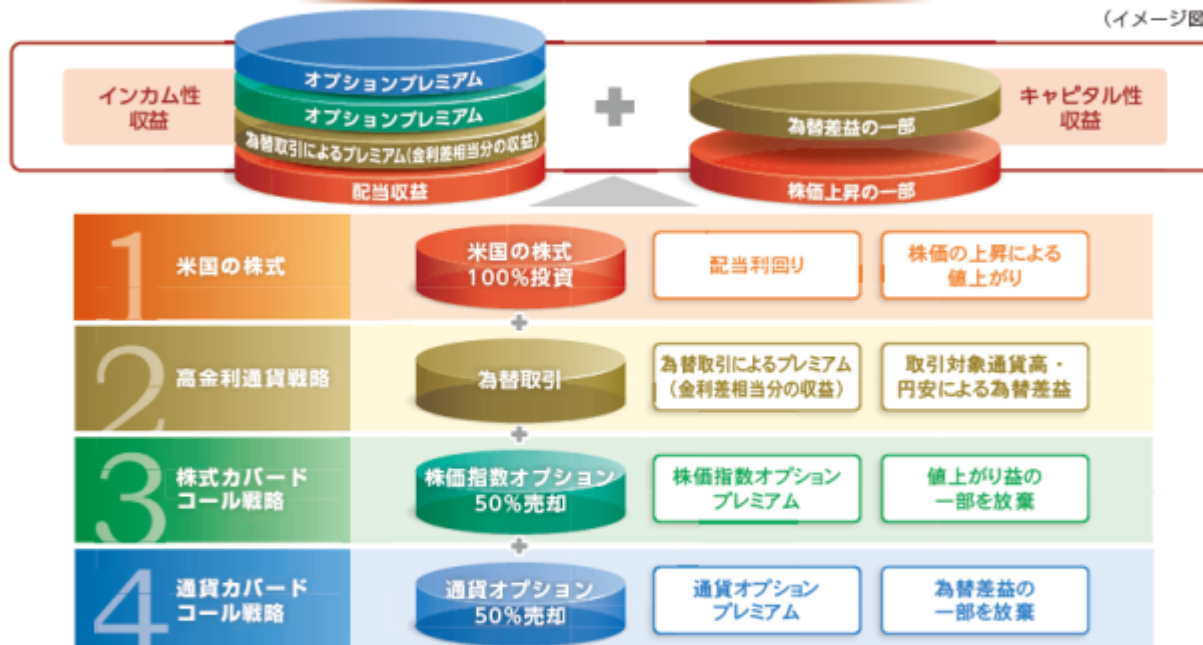 (イメージ図
インカム性
収益
オプションプレミアム
オプションプレミアム
為替取引によるプレミアム(金利差相当分の収益)
配当収益
為替差益の一部
株価上昇の一部
キャピタル性
収益
1
米国の株式
米国の株式
100%投資
配当利回り
株価の上昇による
値上がり
2
高金利通貨戦略
為替取引
為替取引によるプレミアム
(金利差相当分の収益)
取引対象通貨高・
円安による為替差益
3
株式カバード
コール戦略
株価指数オプション
50%売却
株価指数オプション
プレミアム
値上がり益の
一部を放棄
4
通貨カバード
コール戦略
通貨オプション
50%売却
通貨オプション
プレミアム
為替差益の
一部を放棄